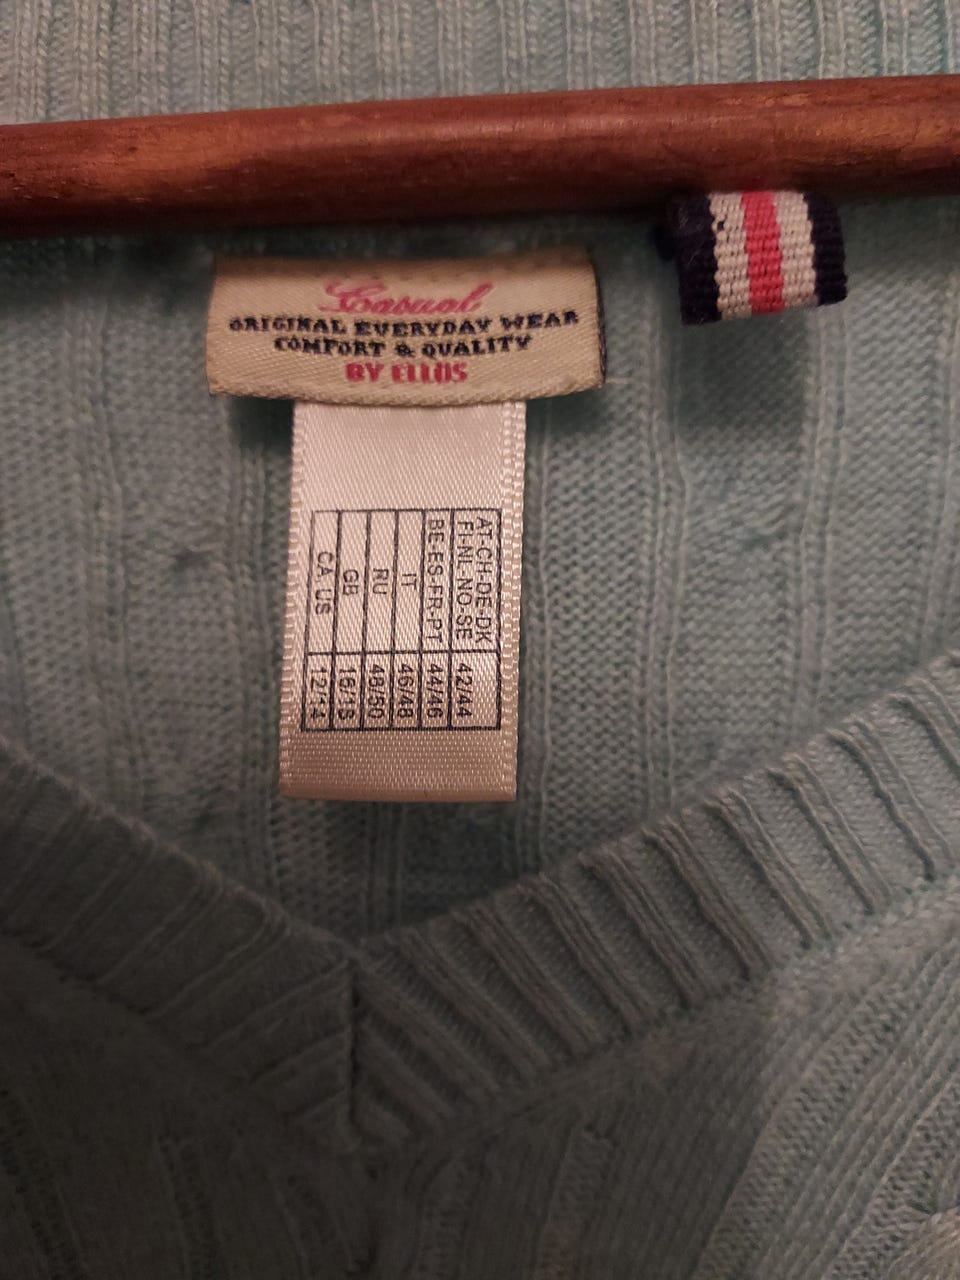 Casual
ORIGINAL EVERYDAY WEAR
COMFORT & QUALITY
BY ELLOS
AT-CH-DE-DK
FI-NL-NO-SE 42/44
BE-ES-FR-PT 44/46
IT 46/48
RU 48/50
GB 16/18
CA US 12/14